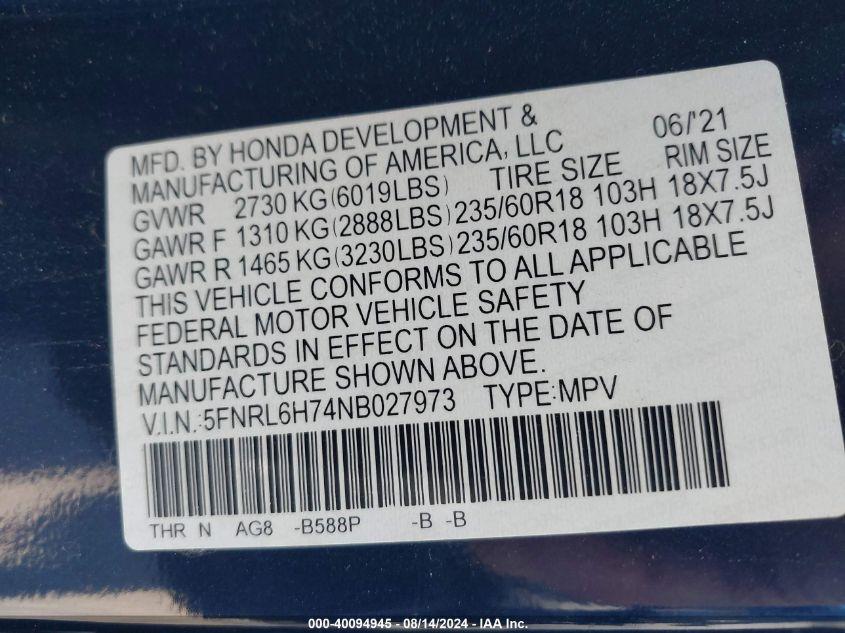 MFD. BY HONDA DEVELOPMENT &
MANUFACTURING OF AMERICA, LLC 06/'21
GVWR 2730 KG(6019LBS) TIRE SIZE RIM SIZE
GAWR F 1310 KG(2888LBS)235/60R18 103H 18X7.5J
GAWR R 1465 KG(3230LBS)235/60R18 103H 18X7.5J
THIS VEHICLE CONFORMS TO ALL APPLICABLE
FEDERAL MOTOR VEHICLE SAFETY
STANDARDS IN EFFECT ON THE DATE OF
MANUFACTURE SHOWN ABOVE.
V.I.N.:5FNRL6H74NB027973 TYPE:MPV
THR N AG8 -B588P -B -B
000-40094945 - 08/14/2024 - IAA Inc.